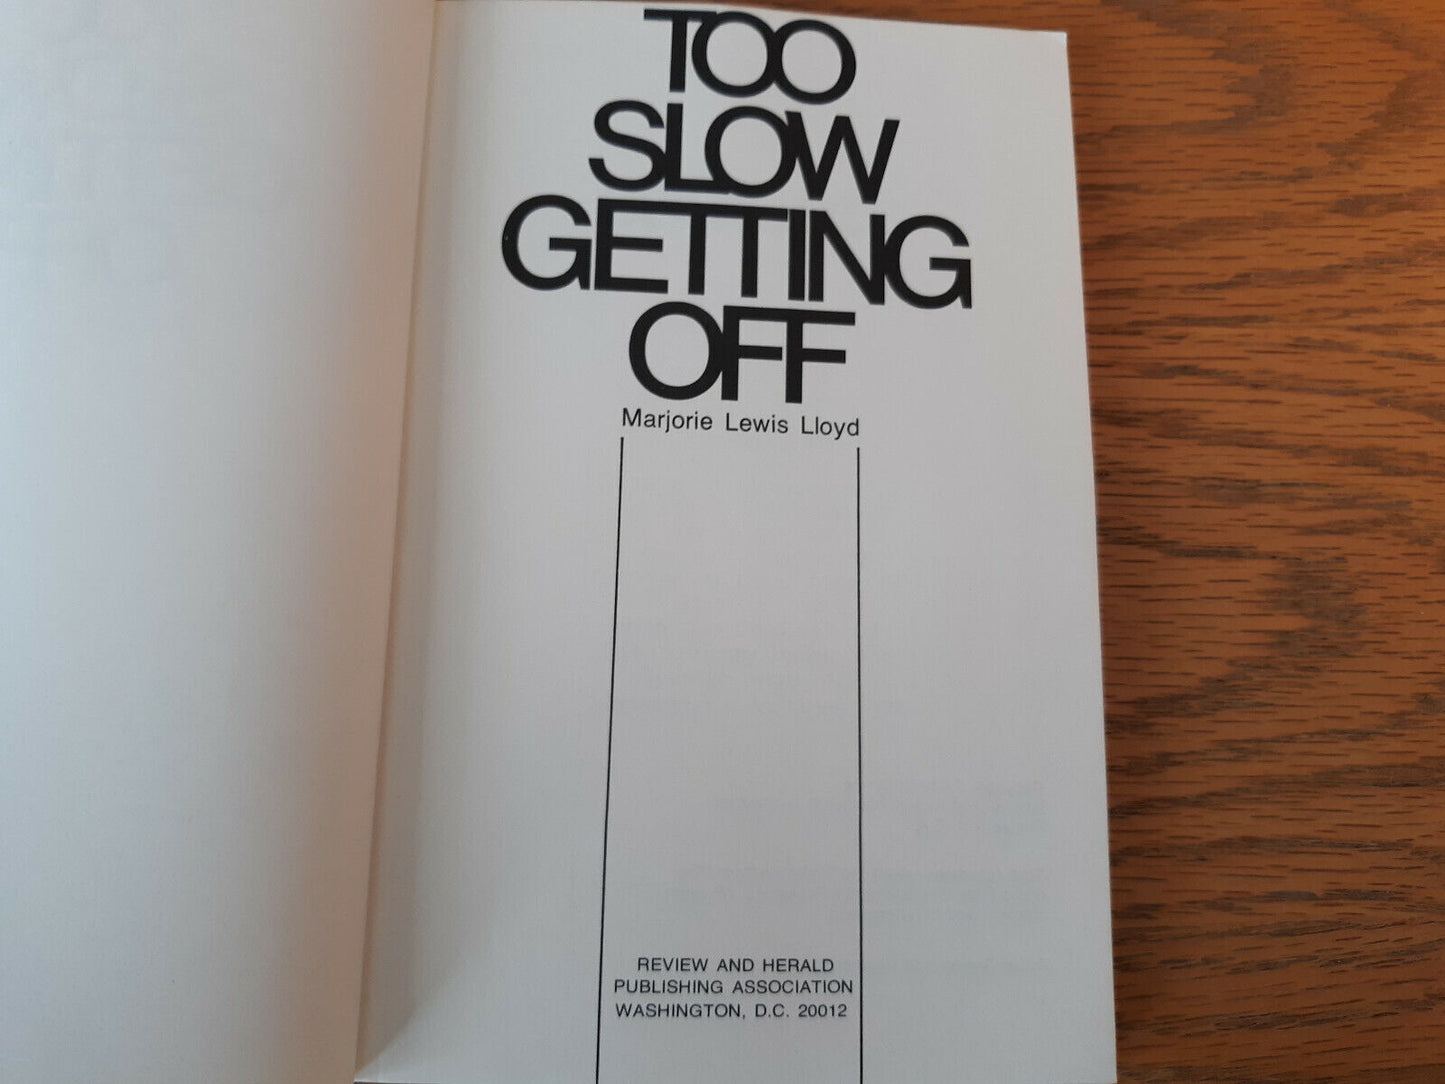 TOO
SLOW
GETTING
OFF
Marjorie Lewis Lloyd
REVIEW AND HERALD
PUBLISHING ASSOCIATION
WASHINGTON, D.C. 20012